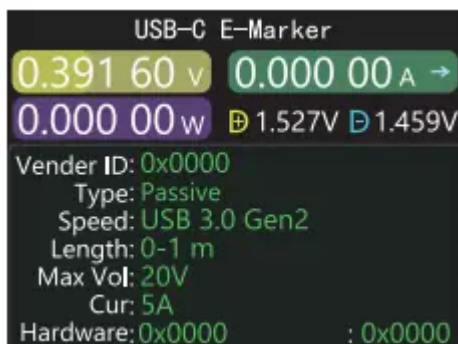 USB-C E-Marker
0.391 60 V 0.000 00 A →
0.000 00 W D+ 1.527V D- 1.459V
Vender ID: 0x0000
Type: Passive
Speed: USB 3.0 Gen2
Length: 0-1 m
Max Vol: 20V
Cur: 5A
Hardware: 0x0000 : 0x0000